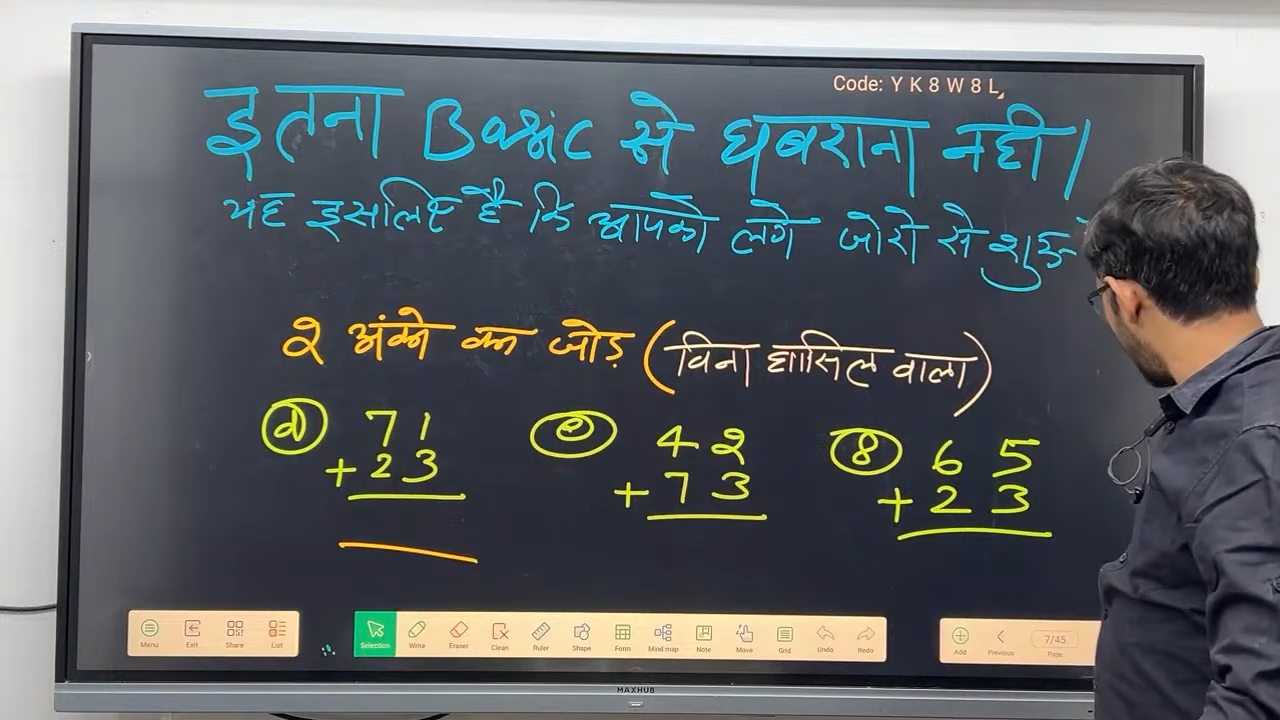 Code: Y K 8 W 8 L
इतना Basic से घबराना नहीं।
यह इसलिए है कि आपको लगे जीरो से शुरू
2 अंको का जोड़ (बिना हासिल वाला)
71 42 8 65
+23 +73 +23
Menu Exit Share List Selection Write Eraser Clean Ruler Shape Form Mind map Note Move Grid Undo Redo Add Previous 7/45 Page
MAXHUB